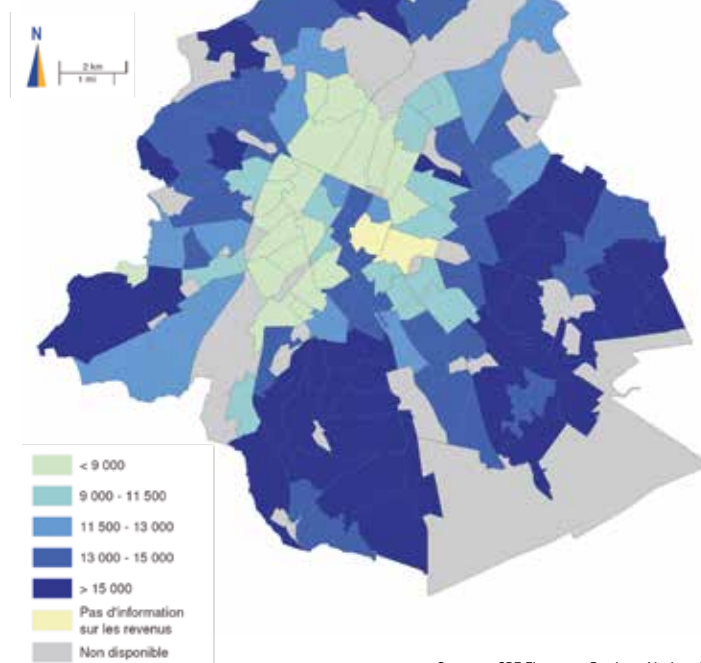 N
2 km
1 mi
< 9 000
9 000 - 11 500
11 500 - 13 000
13 000 - 15 000
> 15 000
Pas d'information
sur les revenus
Non disponible